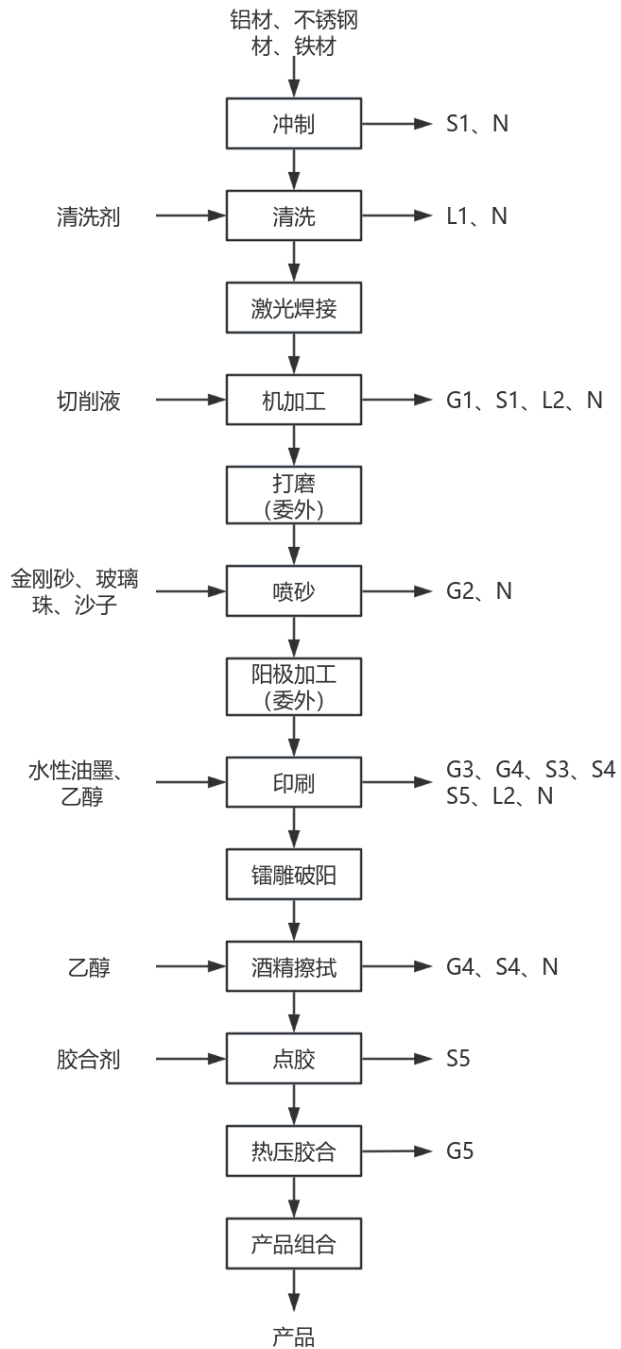 铝材、不锈钢
材、铁材
冲制
S1、N
清洗剂
清洗
L1、N
激光焊接
切削液
机加工
G1、S1、L2、N
打磨
（委外）
金刚砂、玻璃
珠、沙子
喷砂
G2、N
阳极加工
（委外）
水性油墨、
乙醇
印刷
G3、G4、S3、S4
S5、L2、N
镭雕破阳
乙醇
酒精擦拭
G4、S4、N
胶合剂
点胶
S5
热压胶合
G5
产品组合
产品